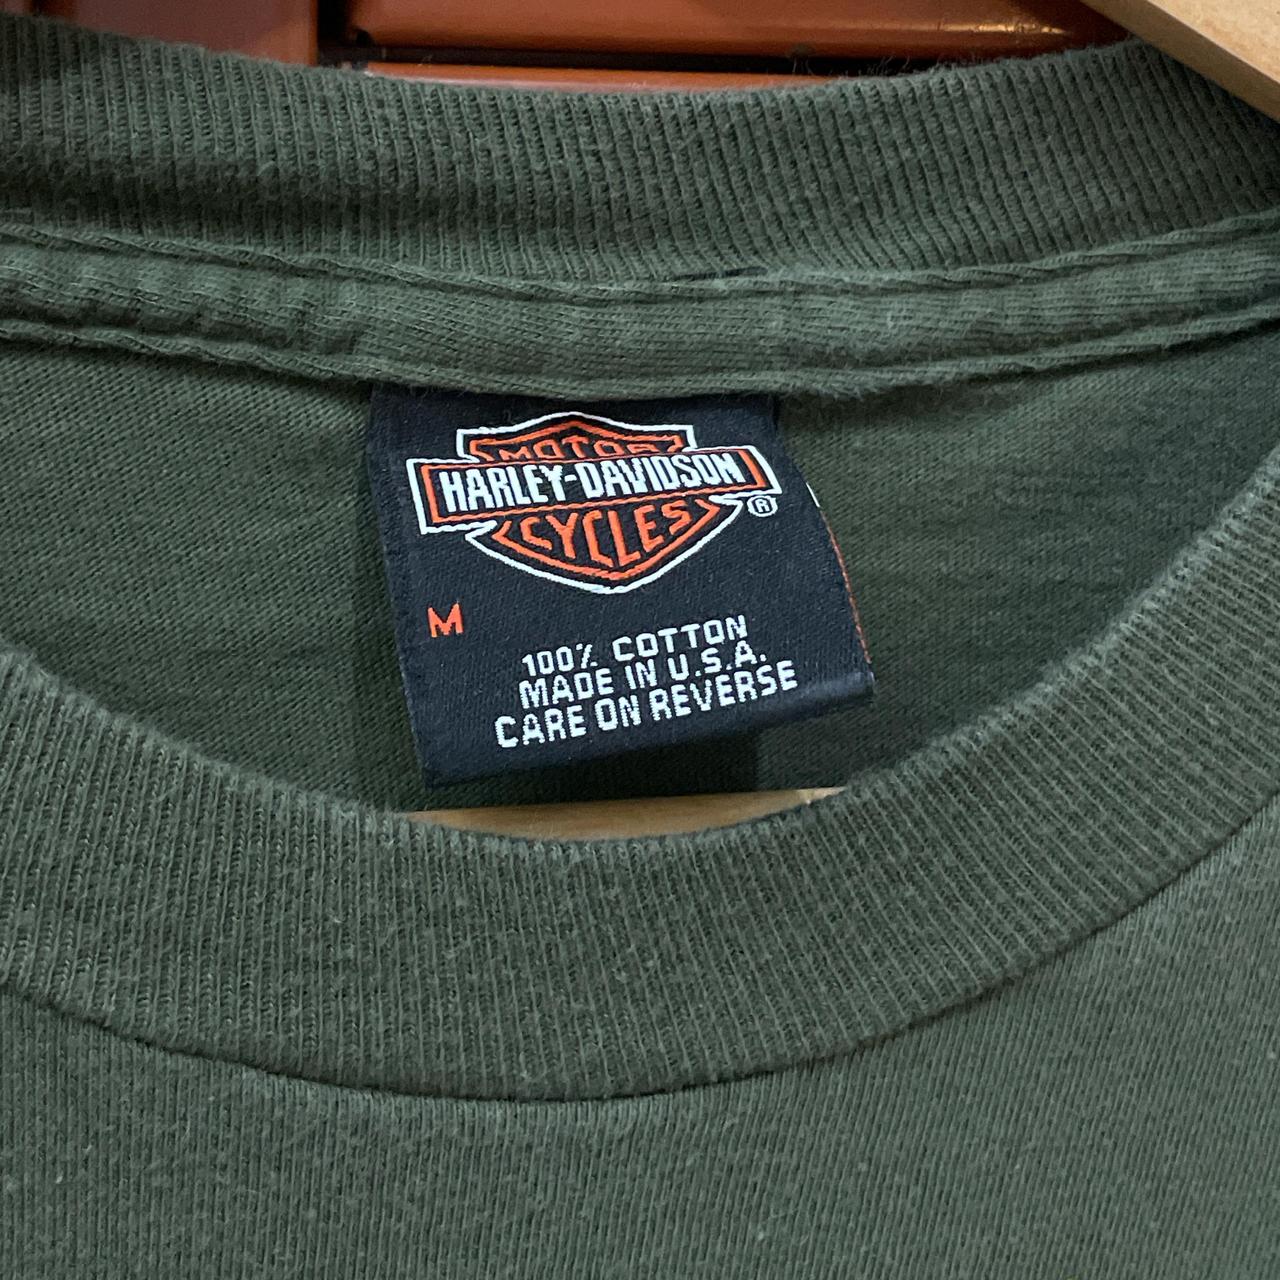 MOTOR
HARLEY-DAVIDSON
CYCLES
®
M
100% COTTON
MADE IN U.S.A.
CARE ON REVERSE